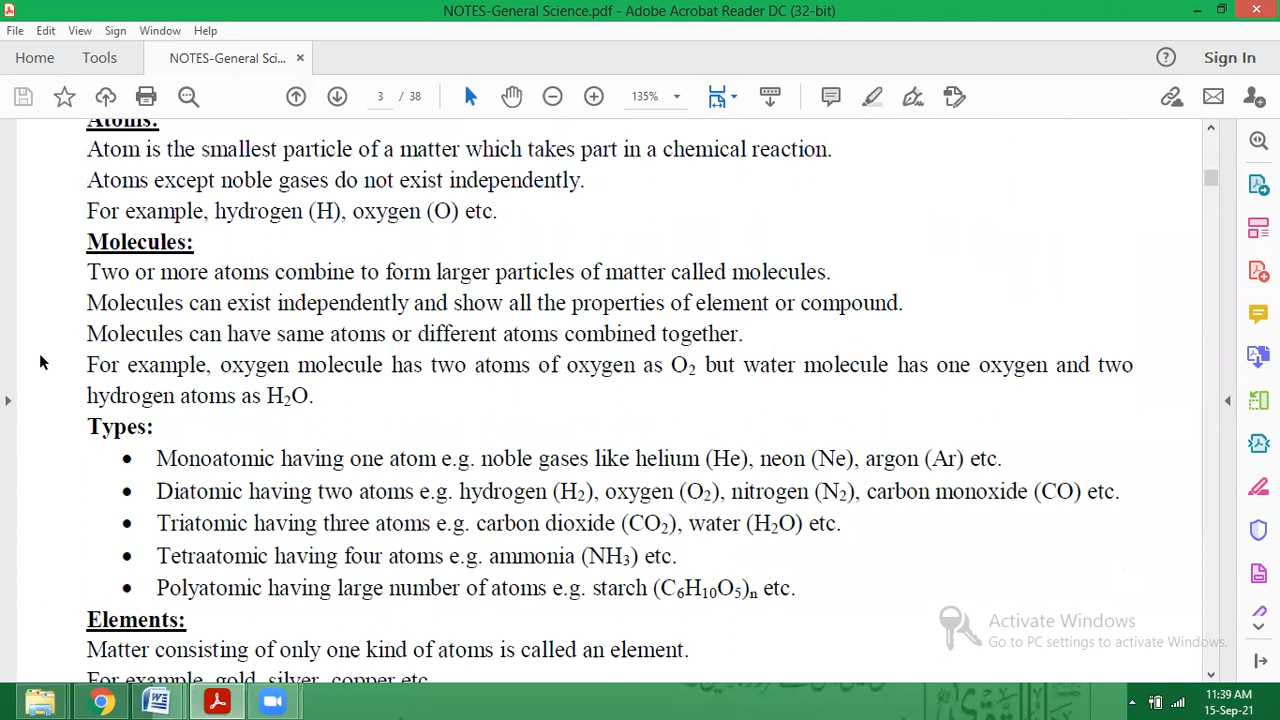 NOTES-General Science.pdf - Adobe Acrobat Reader DC (32-bit)
File Edit View Sign Window Help
Home Tools NOTES-General Sci... × Sign In
3 / 38 135%
Atoms:
Atom is the smallest particle of a matter which takes part in a chemical reaction.
Atoms except noble gases do not exist independently.
For example, hydrogen (H), oxygen (O) etc.
Molecules:
Two or more atoms combine to form larger particles of matter called molecules.
Molecules can exist independently and show all the properties of element or compound.
Molecules can have same atoms or different atoms combined together.
For example, oxygen molecule has two atoms of oxygen as O₂ but water molecule has one oxygen and two
hydrogen atoms as H₂O.
Types:
• Monoatomic having one atom e.g. noble gases like helium (He), neon (Ne), argon (Ar) etc.
• Diatomic having two atoms e.g. hydrogen (H₂), oxygen (O₂), nitrogen (N₂), carbon monoxide (CO) etc.
• Triatomic having three atoms e.g. carbon dioxide (CO₂), water (H₂O) etc.
• Tetraatomic having four atoms e.g. ammonia (NH₃) etc.
• Polyatomic having large number of atoms e.g. starch (C₆H₁₀O₅)ₙ etc.
Elements:
Matter consisting of only one kind of atoms is called an element.
For example, gold, silver, copper etc.
Activate Windows
Go to PC settings to activate Windows.
11:39 AM
15-Sep-21